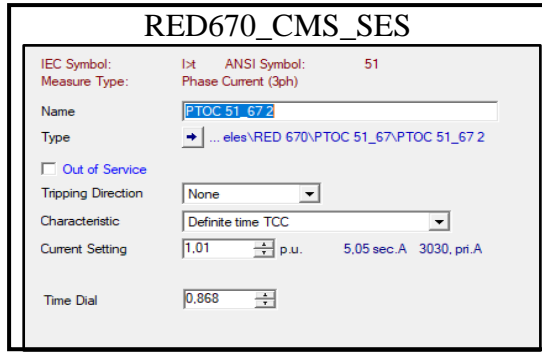 RED670_CMS_SES
IEC Symbol: I>t ANSI Symbol: 51
Measure Type: Phase Current (3ph)
Name PTOC 51_67 2
Type ... eles\RED 670\PTOC 51_67\PTOC 51_67 2
Out of Service
Tripping Direction None
Characteristic Definite time TCC
Current Setting 1,01 p.u. 5,05 sec.A 3030, pri.A
Time Dial 0,868